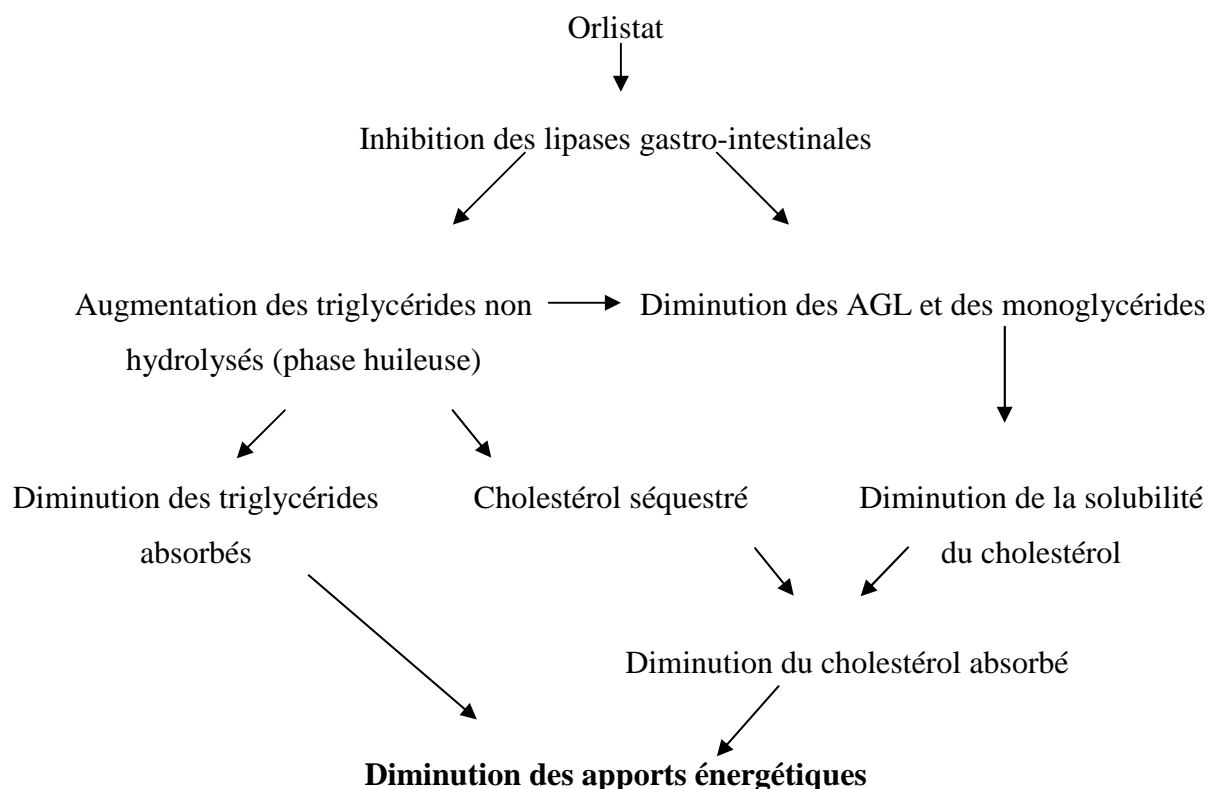 Orlistat
Inhibition des lipases gastro-intestinales
Augmentation des triglycérides non
hydrolysés (phase huileuse)
Diminution des AGL et des monoglycérides
Diminution des triglycérides
absorbés
Cholestérol séquestré
Diminution de la solubilité
du cholestérol
Diminution du cholestérol absorbé
Diminution des apports énergétiques